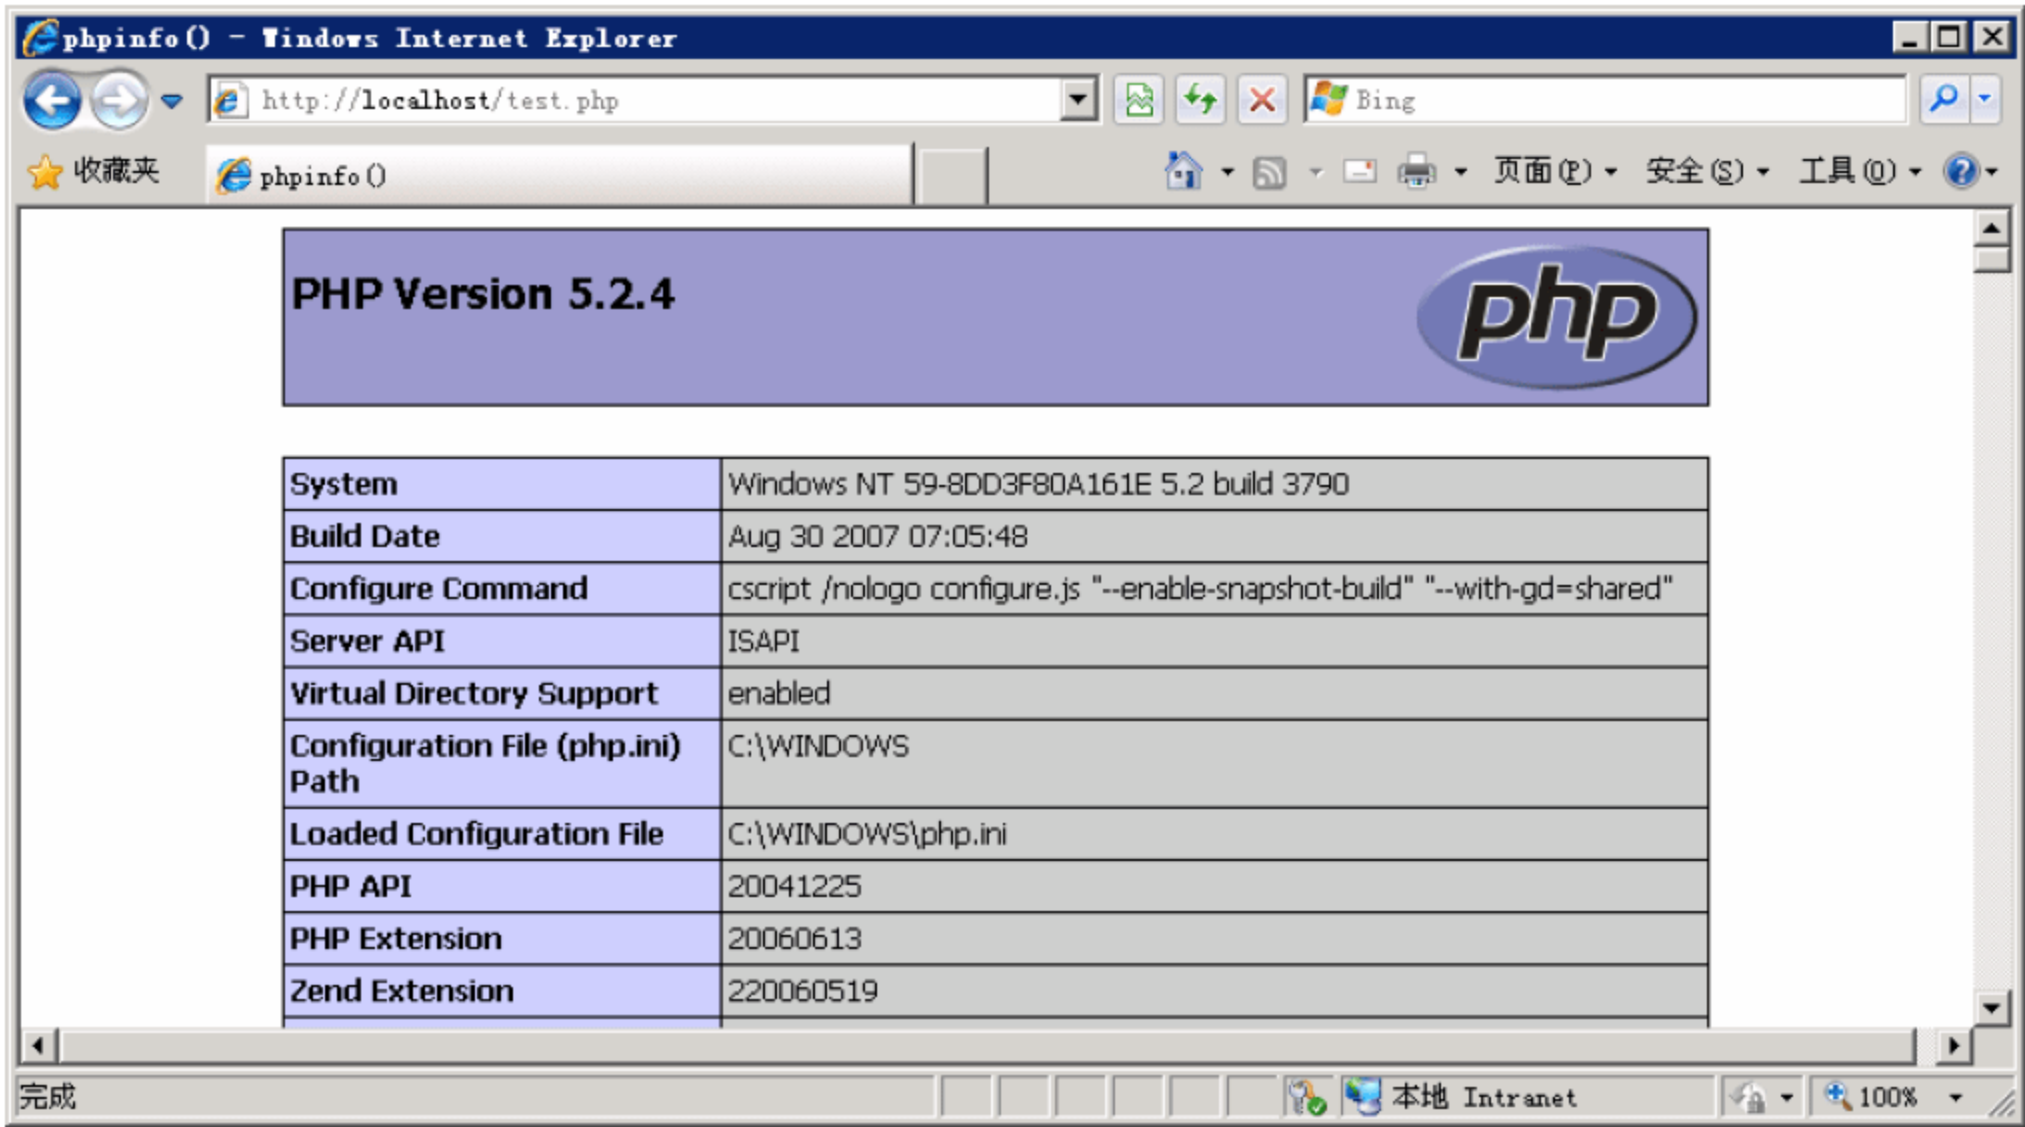 phpinfo() - Windows Internet Explorer
http://localhost/test.php
Bing
收藏夹
phpinfo()
页面(P)
安全(S)
工具(O)
PHP Version 5.2.4
php
System Windows NT 59-8DD3F80A161E 5.2 build 3790
Build Date Aug 30 2007 07:05:48
Configure Command cscript /nologo configure.js "--enable-snapshot-build" "--with-gd=shared"
Server API ISAPI
Virtual Directory Support enabled
Configuration File (php.ini) C:\WINDOWS
Path
Loaded Configuration File C:\WINDOWS\php.ini
PHP API 20041225
PHP Extension 20060613
Zend Extension 220060519
完成
本地 Intranet
100%